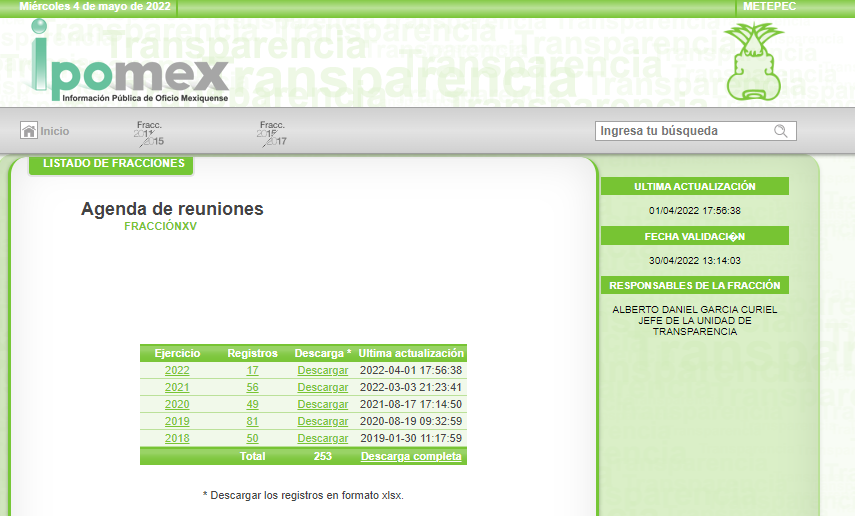 Miércoles 4 de mayo de 2022
METEPEC
ipomex
Información Pública de Oficio Mexiquense
Transparencia
Inicio
Fracc.
2015
Fracc.
2017
Ingresa tu búsqueda
LISTADO DE FRACCIONES
Agenda de reuniones
FRACCIÓNXV
Ejercicio Registros Descarga * Ultima actualización
2022 17 Descargar 2022-04-01 17:56:38
2021 56 Descargar 2022-03-03 21:23:41
2020 49 Descargar 2021-08-17 17:14:50
2019 81 Descargar 2020-08-19 09:32:59
2018 50 Descargar 2019-01-30 11:17:59
Total 253 Descarga completa
* Descargar los registros en formato xlsx.
ULTIMA ACTUALIZACIÓN
01/04/2022 17:56:38
FECHA VALIDACI�N
30/04/2022 13:14:03
RESPONSABLES DE LA FRACCIÓN
ALBERTO DANIEL GARCIA CURIEL
JEFE DE LA UNIDAD DE
TRANSPARENCIA